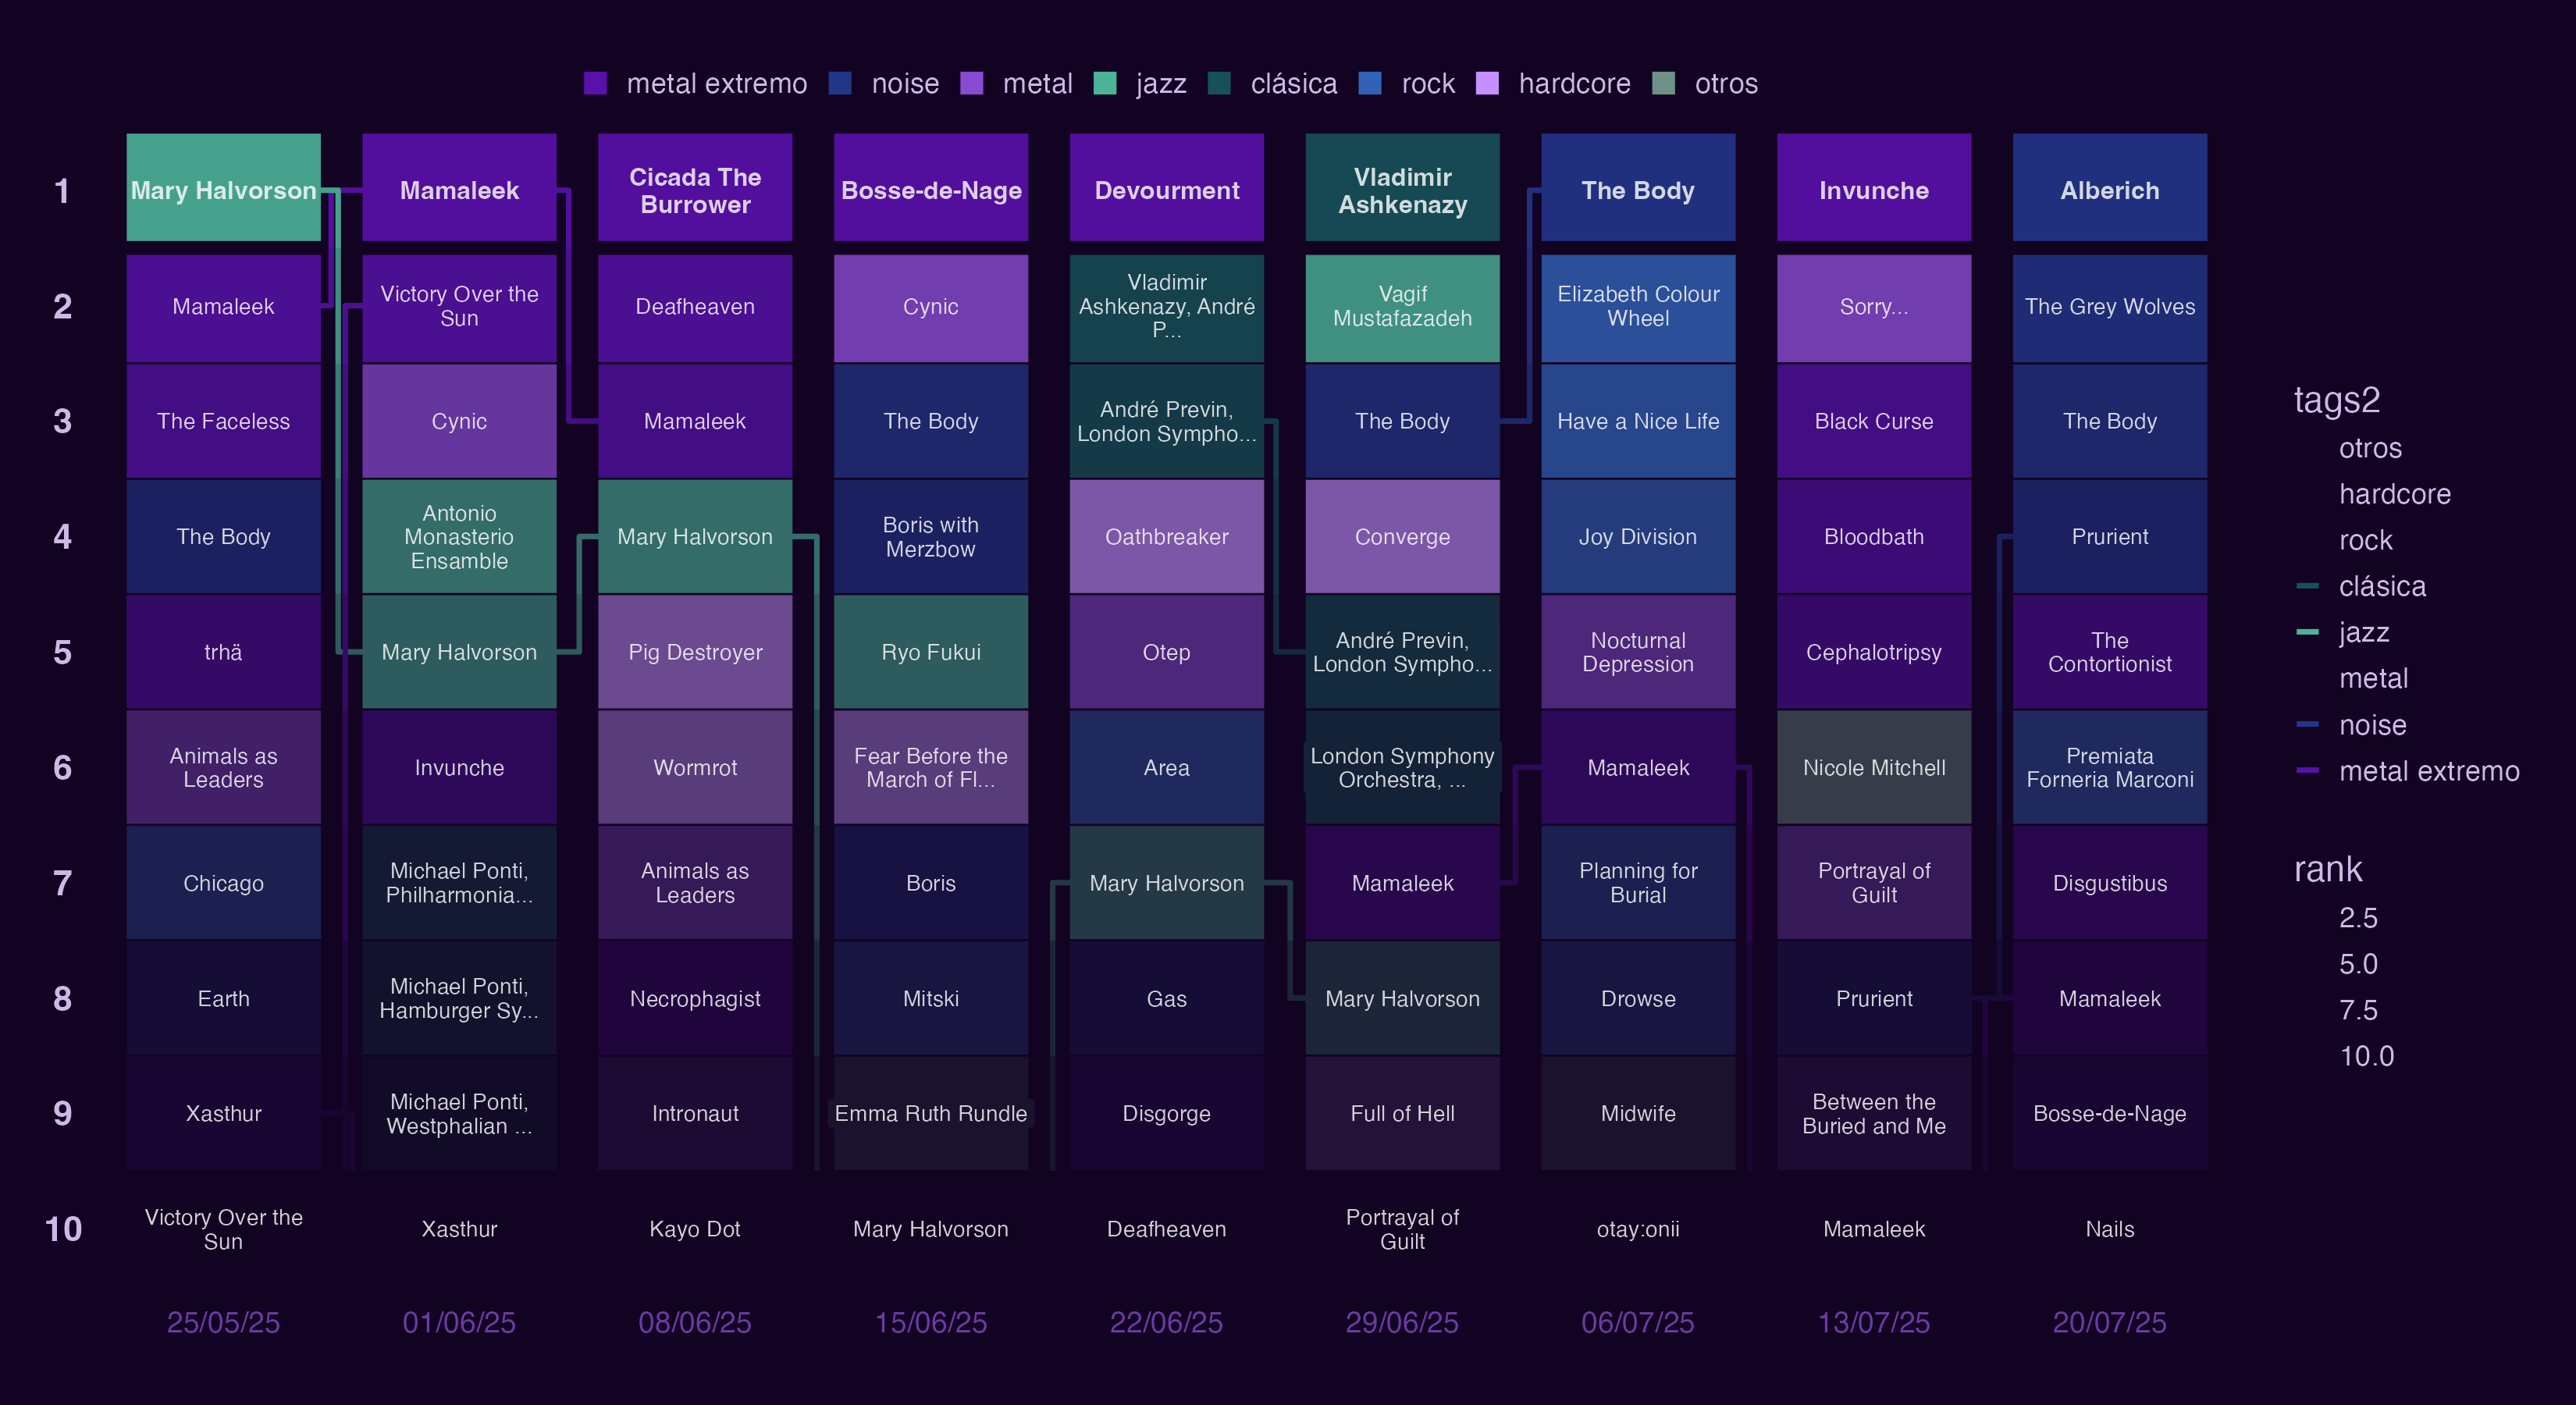 metal extremo noise metal jazz clásica rock hardcore otros
1
Mary Halvorson
Mamaleek
Cicada The
Burrower
Bosse-de-Nage
Devourment
Vladimir
Ashkenazy
The Body
Invunche
Alberich
2
Mamaleek
Victory Over the
Sun
Deafheaven
Cynic
Vladimir
Ashkenazy, André
P...
Vagif
Mustafazadeh
Elizabeth Colour
Wheel
Sorry...
The Grey Wolves
3
The Faceless
Cynic
Mamaleek
The Body
André Previn,
London Sympho...
The Body
Have a Nice Life
Black Curse
The Body
4
The Body
Antonio
Monasterio
Ensamble
Mary Halvorson
Boris with
Merzbow
Oathbreaker
Converge
Joy Division
Bloodbath
Prurient
5
trhä
Mary Halvorson
Pig Destroyer
Ryo Fukui
Otep
André Previn,
London Sympho...
Nocturnal
Depression
Cephalotripsy
The
Contortionist
6
Animals as
Leaders
Invunche
Wormrot
Fear Before the
March of Fl...
Area
London Symphony
Orchestra, ...
Mamaleek
Nicole Mitchell
Premiata
Forneria Marconi
7
Chicago
Michael Ponti,
Philharmonia...
Animals as
Leaders
Boris
Mary Halvorson
Mamaleek
Planning for
Burial
Portrayal of
Guilt
Disgustibus
8
Earth
Michael Ponti,
Hamburger Sy...
Necrophagist
Mitski
Gas
Mary Halvorson
Drowse
Prurient
Mamaleek
9
Xasthur
Michael Ponti,
Westphalian ...
Intronaut
Emma Ruth Rundle
Disgorge
Full of Hell
Midwife
Between the
Buried and Me
Bosse-de-Nage
10
Victory Over the
Sun
Xasthur
Kayo Dot
Mary Halvorson
Deafheaven
Portrayal of
Guilt
otay:onii
Mamaleek
Nails
25/05/25 01/06/25 08/06/25 15/06/25 22/06/25 29/06/25 06/07/25 13/07/25 20/07/25
tags2
otros
hardcore
rock
clásica
jazz
metal
noise
metal extremo
rank
2.5
5.0
7.5
10.0